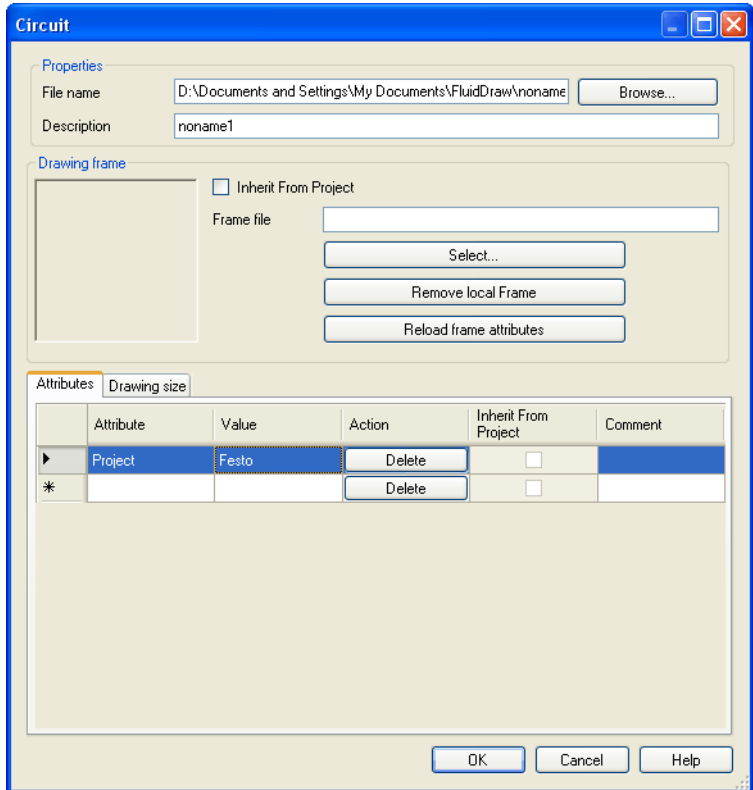 Circuit
Properties
File name D:\Documents and Settings\My Documents\FluidDraw\noname Browse...
Description noname1
Drawing frame
Inherit From Project
Frame file
Select...
Remove local Frame
Reload frame attributes
Attributes Drawing size
Attribute Value Action Inherit From Project Comment
Project Festo Delete
Delete
OK Cancel Help